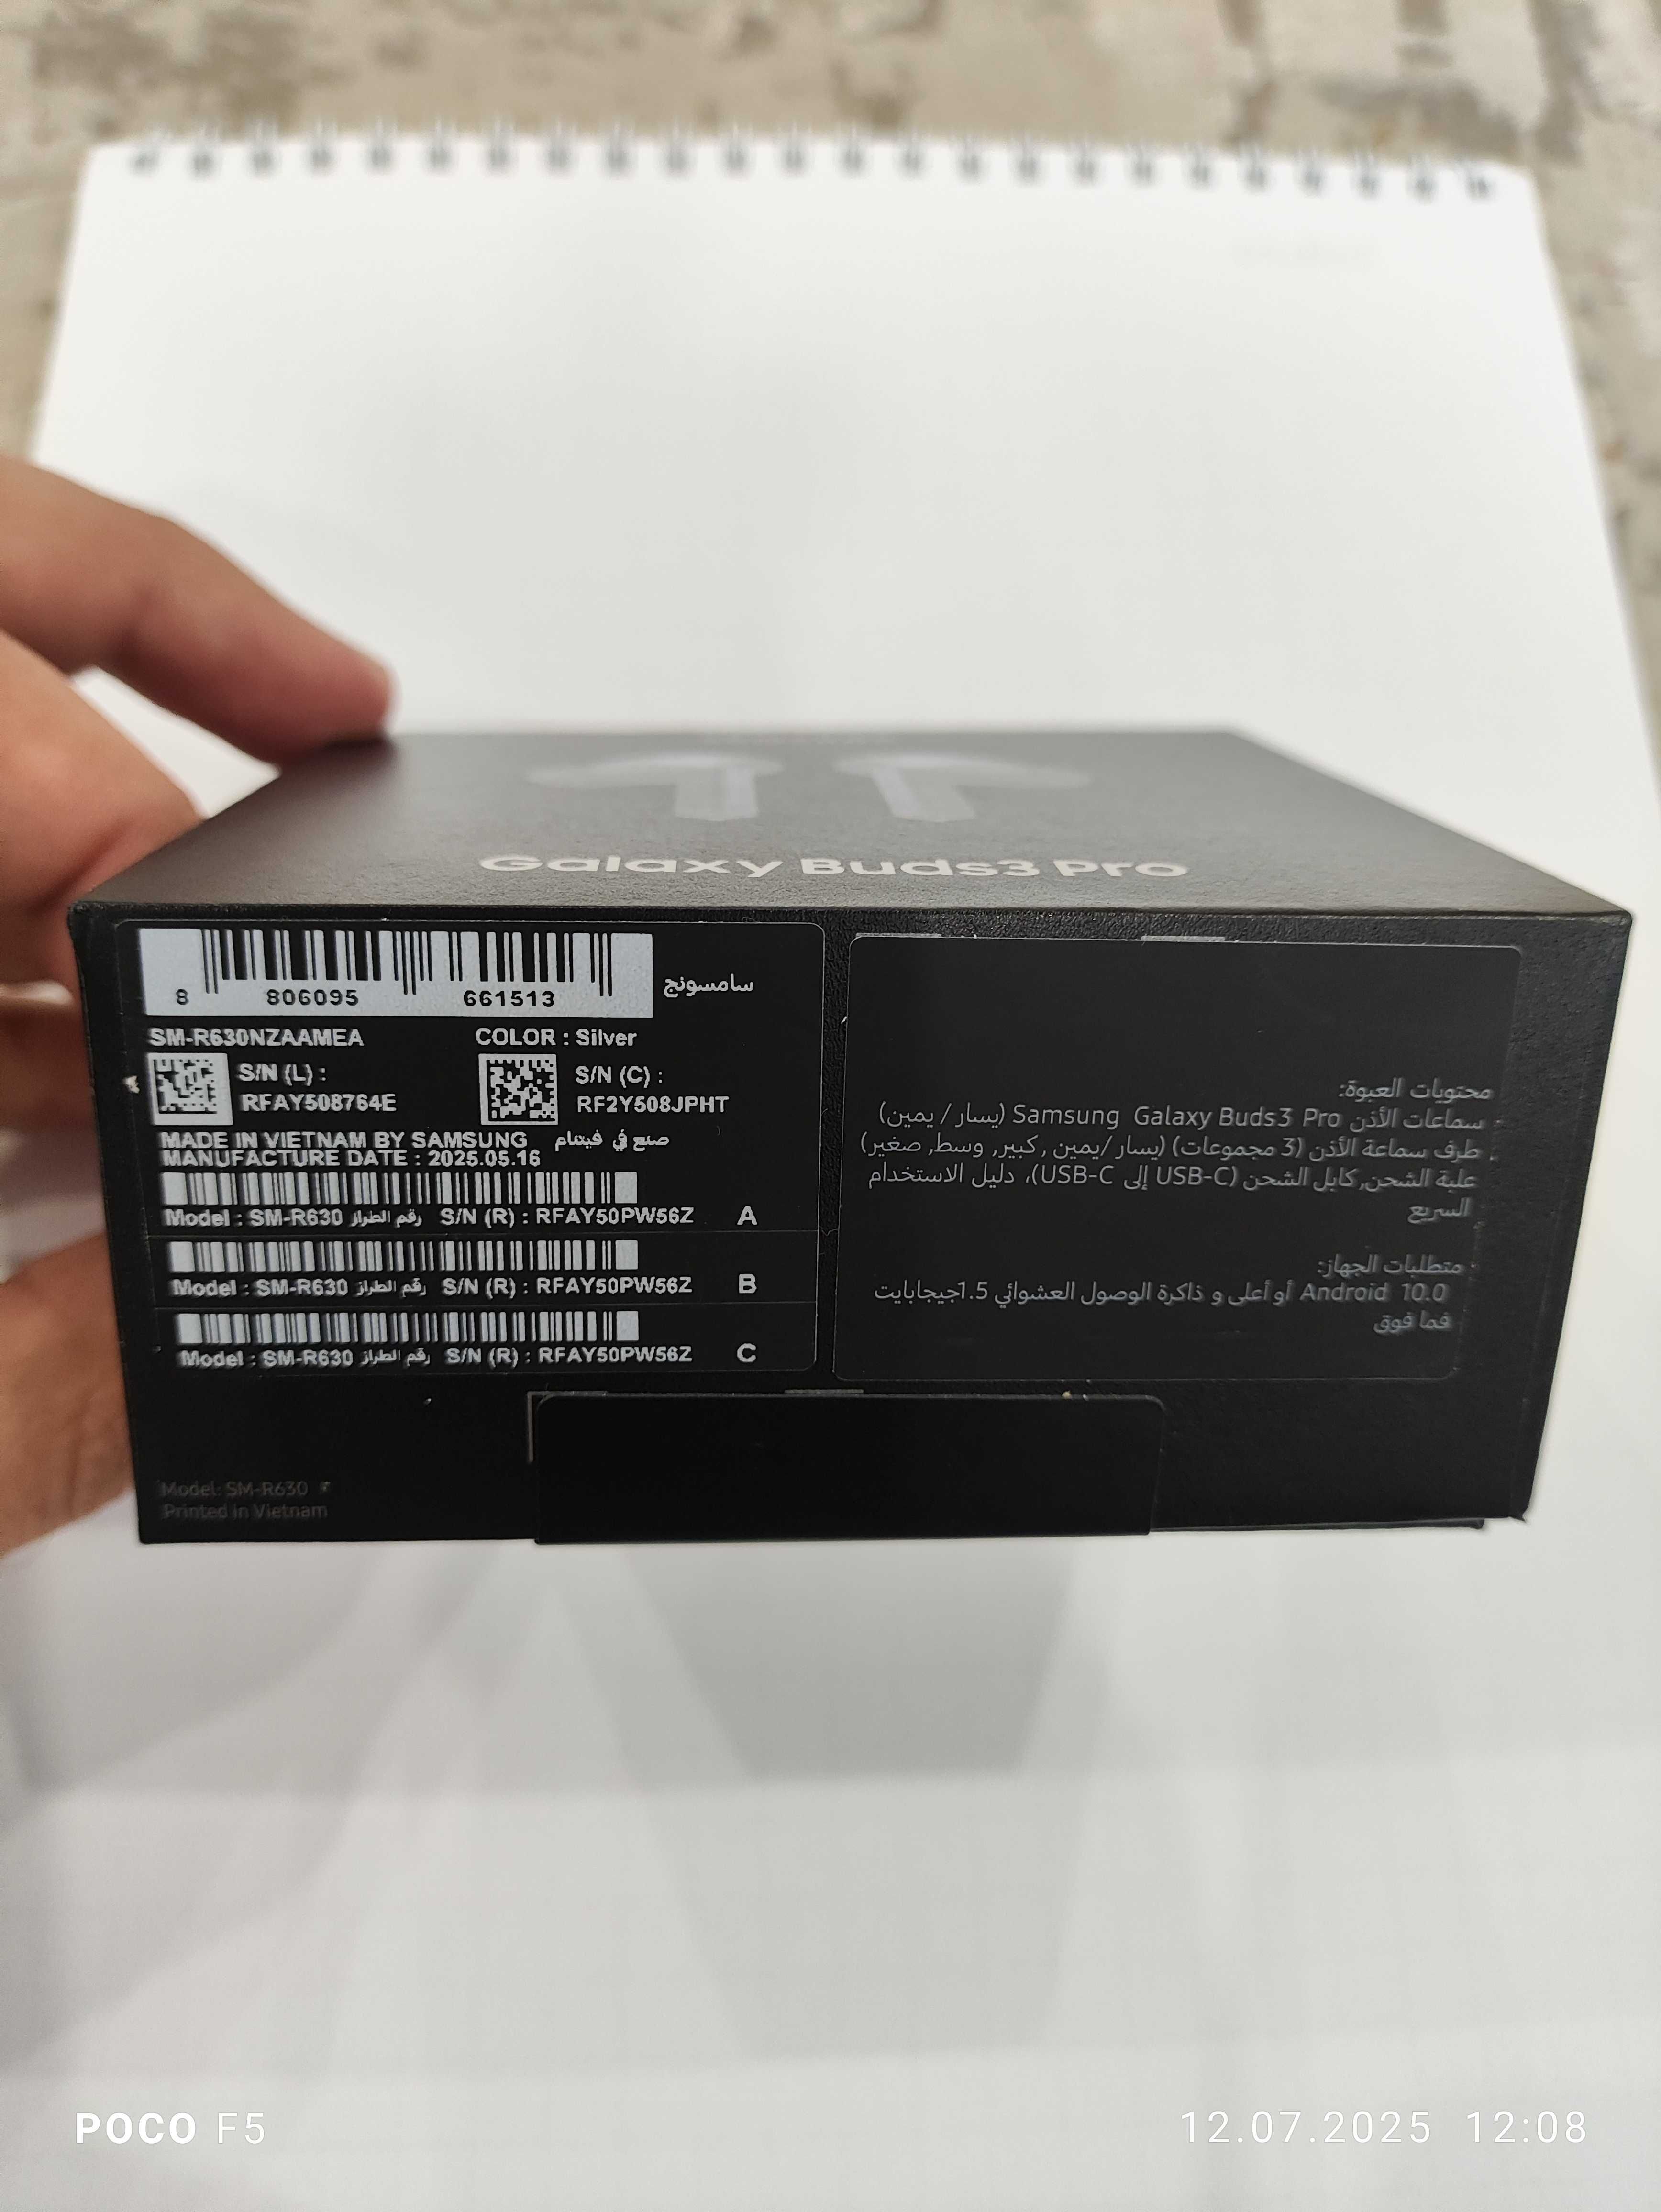 Galaxy Buds3 Pro
8 806095 661513
سامسونج
SM-R630NZAAMEA COLOR : Silver
S/N (L) :
RFAY508764E
S/N (C) :
RF2Y508JPHT
MADE IN VIETNAM BY SAMSUNG صنع في فيتنام
MANUFACTURE DATE : 2025.05.16
Model : SM-R630 رقم الطراز S/N (R) : RFAY50PW56Z A
Model : SM-R630 رقم الطراز S/N (R) : RFAY50PW56Z B
Model : SM-R630 رقم الطراز S/N (R) : RFAY50PW56Z C
Model: SM-R630
Printed in Vietnam
محتويات العبوة:
سماعات الأذن Samsung Galaxy Buds3 Pro (يسار / يمين)
طرف سماعة الأذن (3 مجموعات) (يسار /يمين ,كبير, وسط, صغير)
علبة الشحن,كابل الشحن (USB-C إلى USB-C)، دليل الاستخدام
السريع
متطلبات الجهاز:
Android 10.0 أو أعلى و ذاكرة الوصول العشوائي 1.5جيجابايت
فما فوق
POCO F5
12.07.2025 12:08